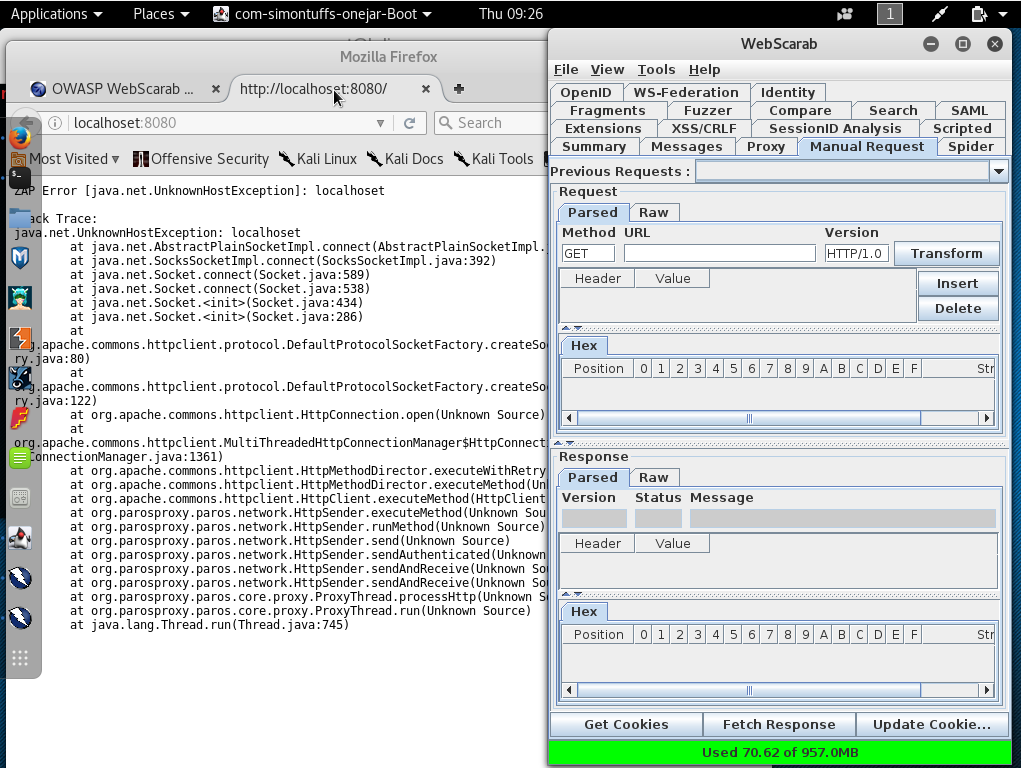 Applications Places com-simontuffs-onejar-Boot Thu 09:26 1
Mozilla Firefox
OWASP WebScarab ... http://localhoset:8080/
localhoset:8080 Search
Most Visited Offensive Security Kali Linux Kali Docs Kali Tools
ZAP Error [java.net.UnknownHostException]: localhoset
ack Trace:
java.net.UnknownHostException: localhoset
at java.net.AbstractPlainSocketImpl.connect(AbstractPlainSocketImpl.
at java.net.SocksSocketImpl.connect(SocksSocketImpl.java:392)
at java.net.Socket.connect(Socket.java:589)
at java.net.Socket.connect(Socket.java:538)
at java.net.Socket.<init>(Socket.java:434)
at java.net.Socket.<init>(Socket.java:286)
at
g.apache.commons.httpclient.protocol.DefaultProtocolSocketFactory.createSo
ry.java:80)
at
g.apache.commons.httpclient.protocol.DefaultProtocolSocketFactory.createSo
ry.java:122)
at org.apache.commons.httpclient.HttpConnection.open(Unknown Source)
at
org.apache.commons.httpclient.MultiThreadedHttpConnectionManager$HttpConnect
ConnectionManager.java:1361)
at org.apache.commons.httpclient.HttpMethodDirector.executeWithRetry
at org.apache.commons.httpclient.HttpMethodDirector.executeMethod(Un
at org.apache.commons.httpclient.HttpClient.executeMethod(HttpClient
at org.parosproxy.paros.network.HttpSender.executeMethod(Unknown Sou
at org.parosproxy.paros.network.HttpSender.runMethod(Unknown Source)
at org.parosproxy.paros.network.HttpSender.send(Unknown Source)
at org.parosproxy.paros.network.HttpSender.sendAuthenticated(Unknown
at org.parosproxy.paros.network.HttpSender.sendAndReceive(Unknown So
at org.parosproxy.paros.network.HttpSender.sendAndReceive(Unknown So
at org.parosproxy.paros.core.proxy.ProxyThread.processHttp(Unknown S
at org.parosproxy.paros.core.proxy.ProxyThread.run(Unknown Source)
at java.lang.Thread.run(Thread.java:745)
WebScarab
File View Tools Help
OpenID WS-Federation Identity
Fragments Fuzzer Compare Search SAML
Extensions XSS/CRLF SessionID Analysis Scripted
Summary Messages Proxy Manual Request Spider
Previous Requests :
Request
Parsed Raw
Method URL Version
GET HTTP/1.0 Transform
Header Value
Insert
Delete
Hex
Position 0 1 2 3 4 5 6 7 8 9 A B C D E F Str
Response
Parsed Raw
Version Status Message
Header Value
Hex
Position 0 1 2 3 4 5 6 7 8 9 A B C D E F Str
Get Cookies Fetch Response Update Cookie...
Used 70.62 of 957.0MB